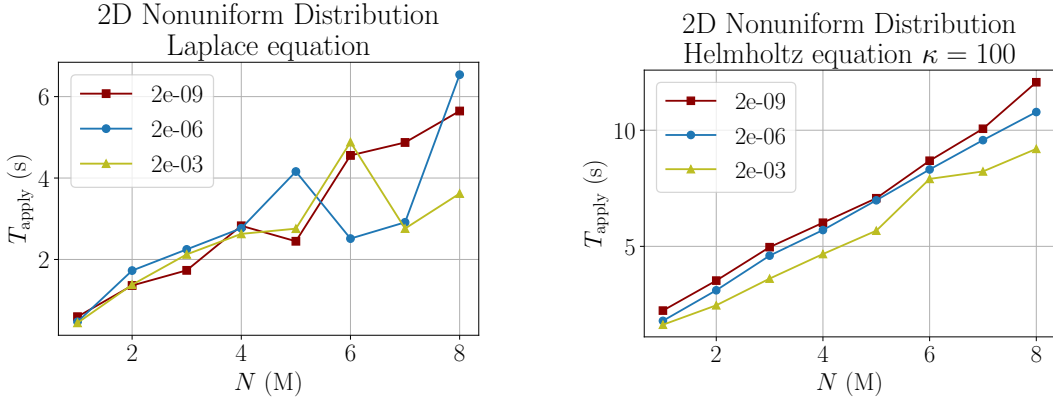 2D Nonuniform Distribution
Laplace equation
6
4
2
2e-09
2e-06
2e-03
T_apply (s)
2 4 6 8
N (M)
2D Nonuniform Distribution
Helmholtz equation κ = 100
10
5
2e-09
2e-06
2e-03
T_apply (s)
2 4 6 8
N (M)